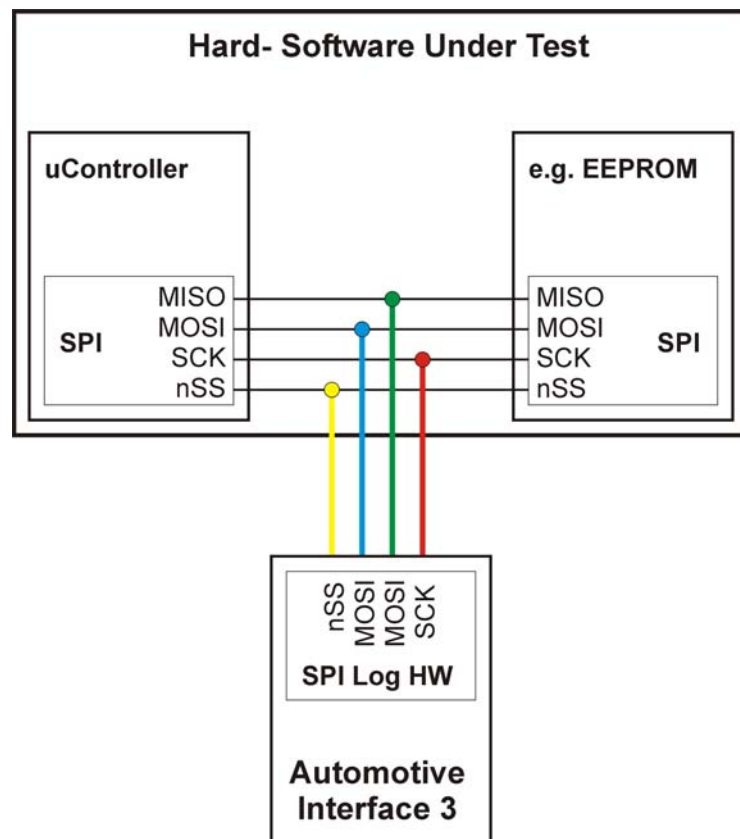 Hard- Software Under Test
uController
e.g. EEPROM
MISO
MOSI
SCK
nSS
SPI
MISO
MOSI
SCK
nSS
SPI
nSS
MOSI
MOSI
SCK
SPI Log HW
Automotive
Interface 3